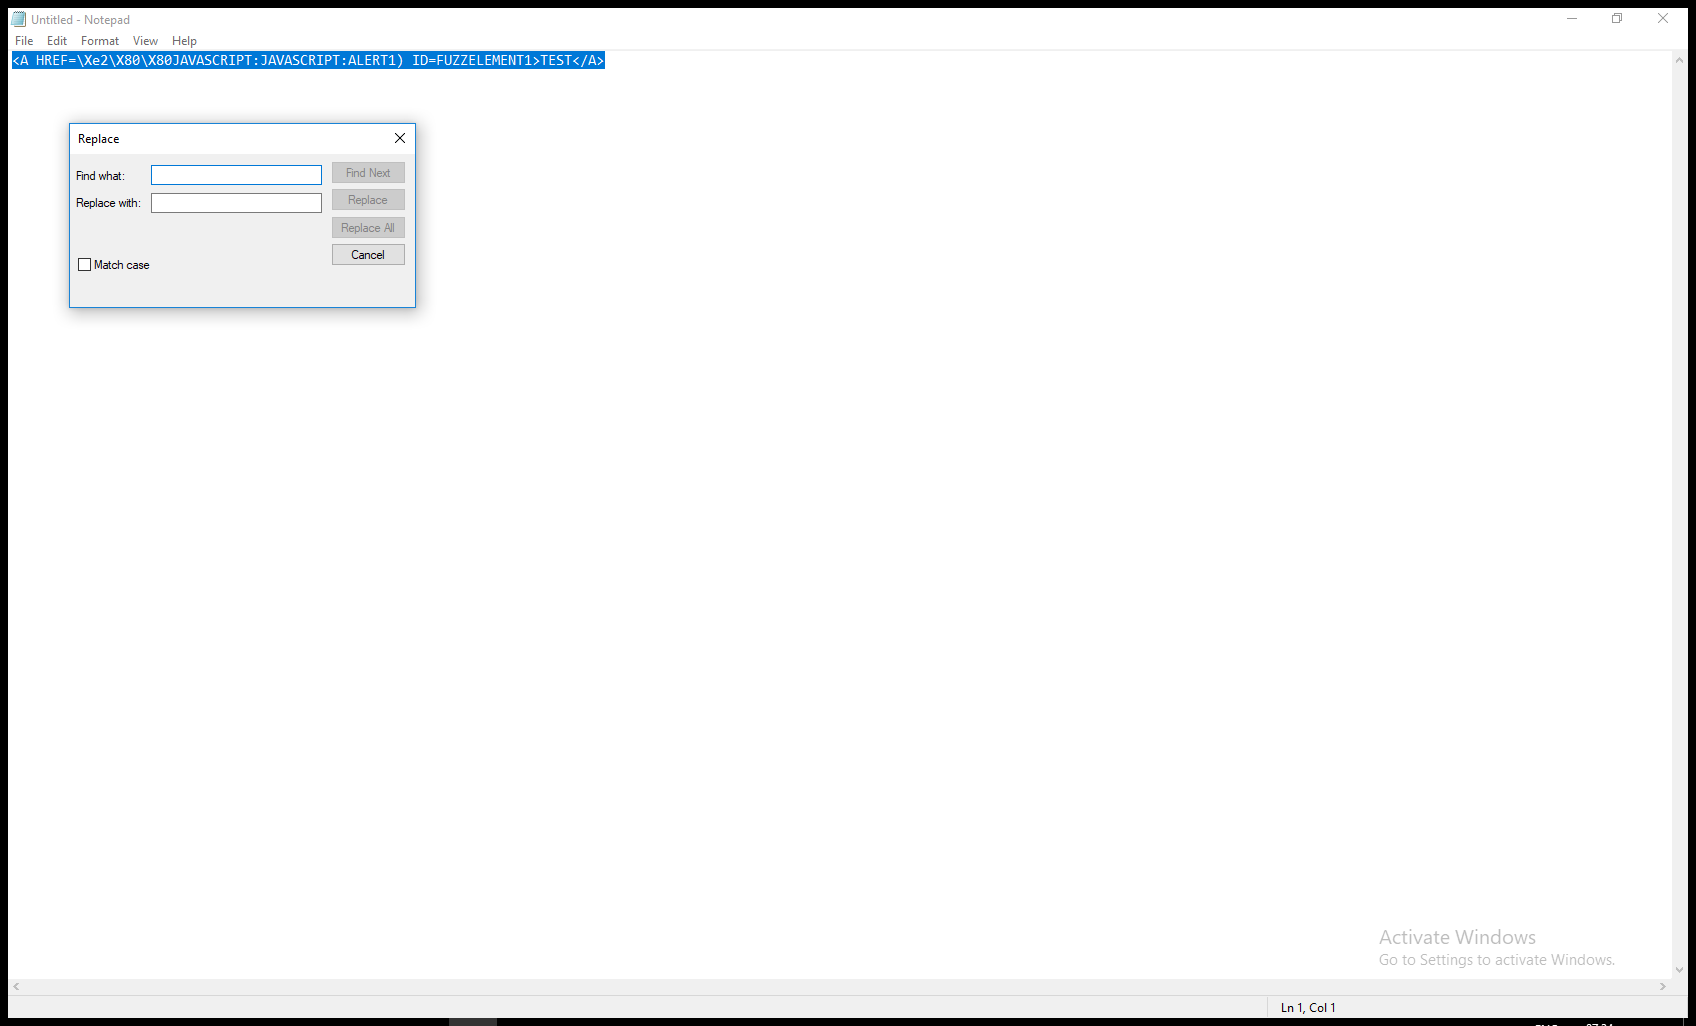 Untitled - Notepad
File Edit Format View Help
<A HREF=\Xe2\X80\X80JAVASCRIPT:JAVASCRIPT:ALERT1) ID=FUZZELEMENT1>TEST</A>
Replace
Find what:
Find Next
Replace with:
Replace
Replace All
Cancel
Match case
Activate Windows
Go to Settings to activate Windows.
Ln 1, Col 1